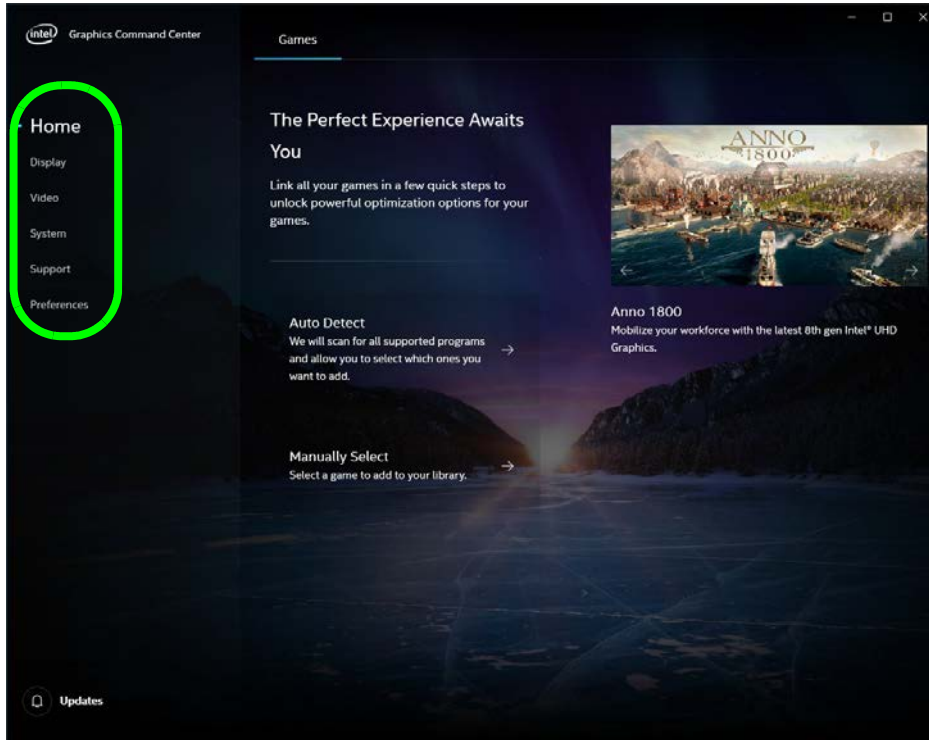 intel Graphics Command Center
Games
Home
Display
Video
System
Support
Preferences
The Perfect Experience Awaits
You
Link all your games in a few quick steps to
unlock powerful optimization options for your
games.
Auto Detect
We will scan for all supported programs
and allow you to select which ones you
want to add.
Manually Select
Select a game to add to your library.
ANNO
1800
Anno 1800
Mobilize your workforce with the latest 8th gen Intel® UHD
Graphics.
Updates